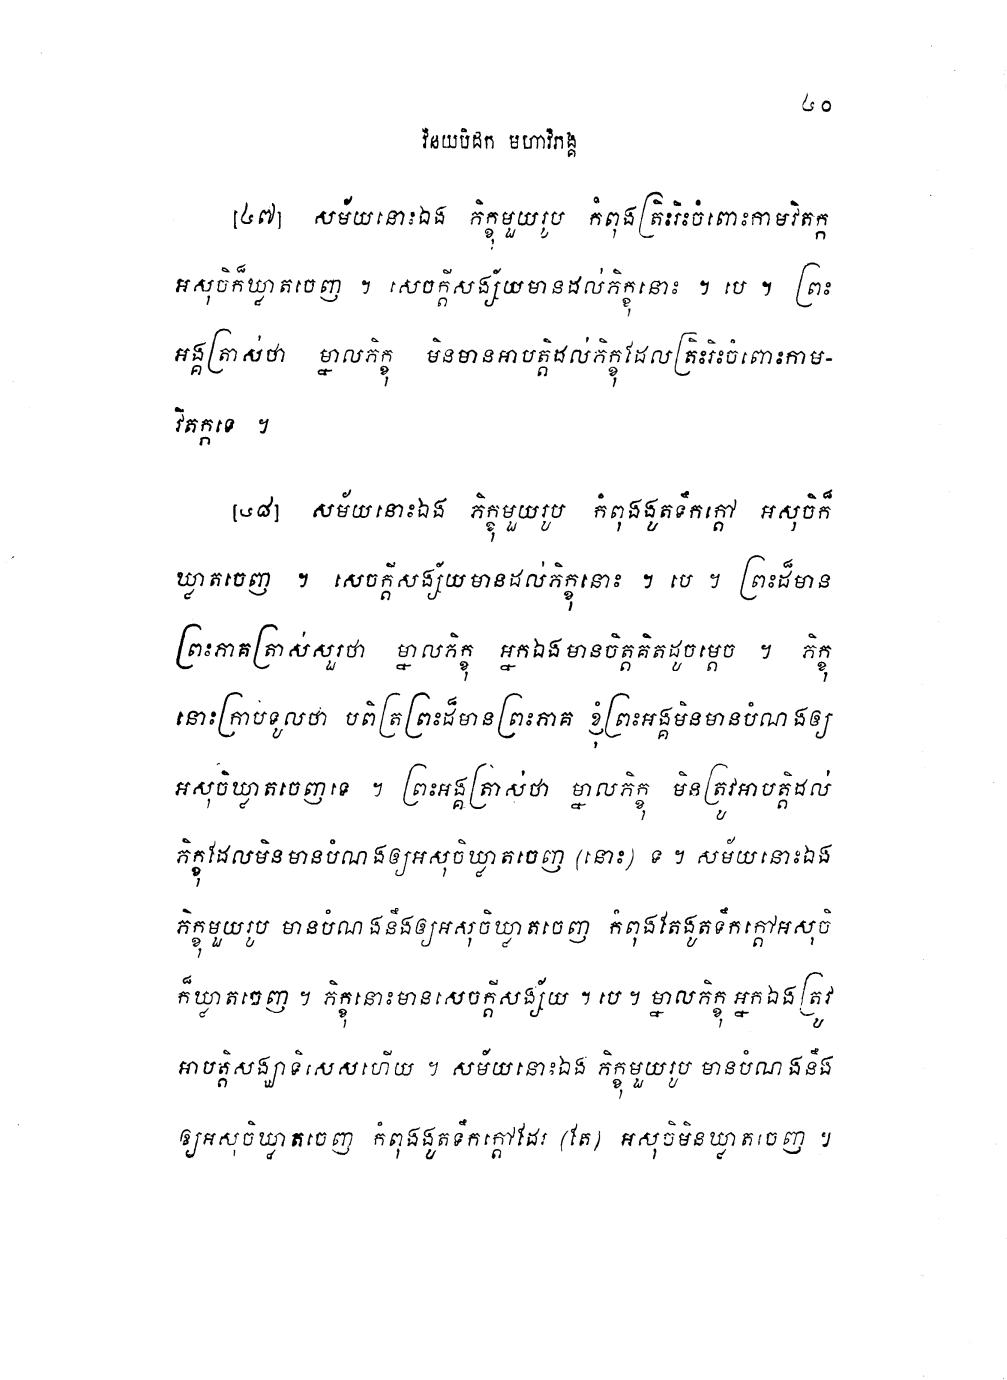 ៤០
វិនយបិដក មហាវិភង្គ
[៤៧] សម័យនោះឯង ភិក្ខុមួយរូប កំពុងត្រិះរិះចំពោះកាមវិតក្ក
អសុចិក៏ឃ្លាតចេញ ។ សេចក្តីសង្ស័យមានដល់ភិក្ខុនោះ ។ បេ ។ ព្រះ
អង្គត្រាស់ថា ម្នាលភិក្ខុ មិនមានអាបត្តិដល់ភិក្ខុដែលត្រិះរិះចំពោះកាម-
វិតក្កទេ ។
[៤៨] សម័យនោះឯង ភិក្ខុមួយរូប កំពុងងូតទឹកក្តៅ អសុចិក៏
ឃ្លាតចេញ ។ សេចក្តីសង្ស័យមានដល់ភិក្ខុនោះ ។ បេ ។ ព្រះដ៏មាន
ព្រះភាគត្រាស់សួរថា ម្នាលភិក្ខុ អ្នកឯងមានចិត្តគិតដូចម្តេច ។ ភិក្ខុ
នោះក្រាបទូលថា បពិត្រព្រះដ៏មានព្រះភាគ ខ្ញុំព្រះអង្គមិនមានបំណងឲ្យ
អសុចិឃ្លាតចេញទេ ។ ព្រះអង្គត្រាស់ថា ម្នាលភិក្ខុ មិនត្រូវអាបត្តិដល់
ភិក្ខុដែលមិនមានបំណងឲ្យអសុចិឃ្លាតចេញ (នោះ) ទ ។ សម័យនោះឯង
ភិក្ខុមួយរូប មានបំណងនឹងឲ្យអសុចិឃ្លាតចេញ កំពុងតែងូតទឹកក្តៅអសុចិ
ក៏ឃ្លាតចេញ ។ ភិក្ខុនោះមានសេចក្តីសង្ស័យ ។ បេ ។ ម្នាលភិក្ខុ អ្នកឯងត្រូវ
អាបត្តិសង្ឃាទិសេសហើយ ។ សម័យនោះឯង ភិក្ខុមួយរូប មានបំណងនឹង
ឲ្យអសុចិឃ្លាតចេញ កំពុងងូតទឹកក្តៅដែរ (តែ) អសុចិមិនឃ្លាតចេញ ។